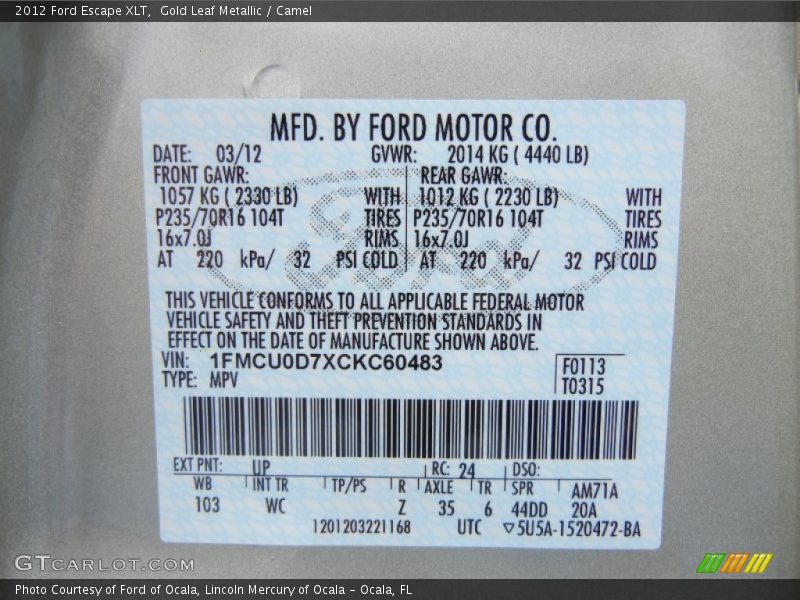 2012 Ford Escape XLT, Gold Leaf Metallic / Camel
MFD. BY FORD MOTOR CO.
DATE: 03/12 GVWR: 2014 KG ( 4440 LB)
FRONT GAWR: REAR GAWR:
1057 KG ( 2330 LB) WITH 1012 KG ( 2230 LB) WITH
P235/70R16 104T TIRES P235/70R16 104T TIRES
16x7.0J RIMS 16x7.0J RIMS
AT 220 kPa/ 32 PSI COLD AT 220 kPa/ 32 PSI COLD
THIS VEHICLE CONFORMS TO ALL APPLICABLE FEDERAL MOTOR
VEHICLE SAFETY AND THEFT PREVENTION STANDARDS IN
EFFECT ON THE DATE OF MANUFACTURE SHOWN ABOVE.
VIN: 1FMCU0D7XCKC60483 F0113
TYPE: MPV T0315
EXT PNT: UP RC: 24 DSO:
WB INT TR TP/PS R AXLE TR SPR AM71A
103 WC Z 35 6 44DD 20A
1201203221168 UTC ▽5U5A-1520472-BA
GTCARLOT.COM
Photo Courtesy of Ford of Ocala, Lincoln Mercury of Ocala - Ocala, FL